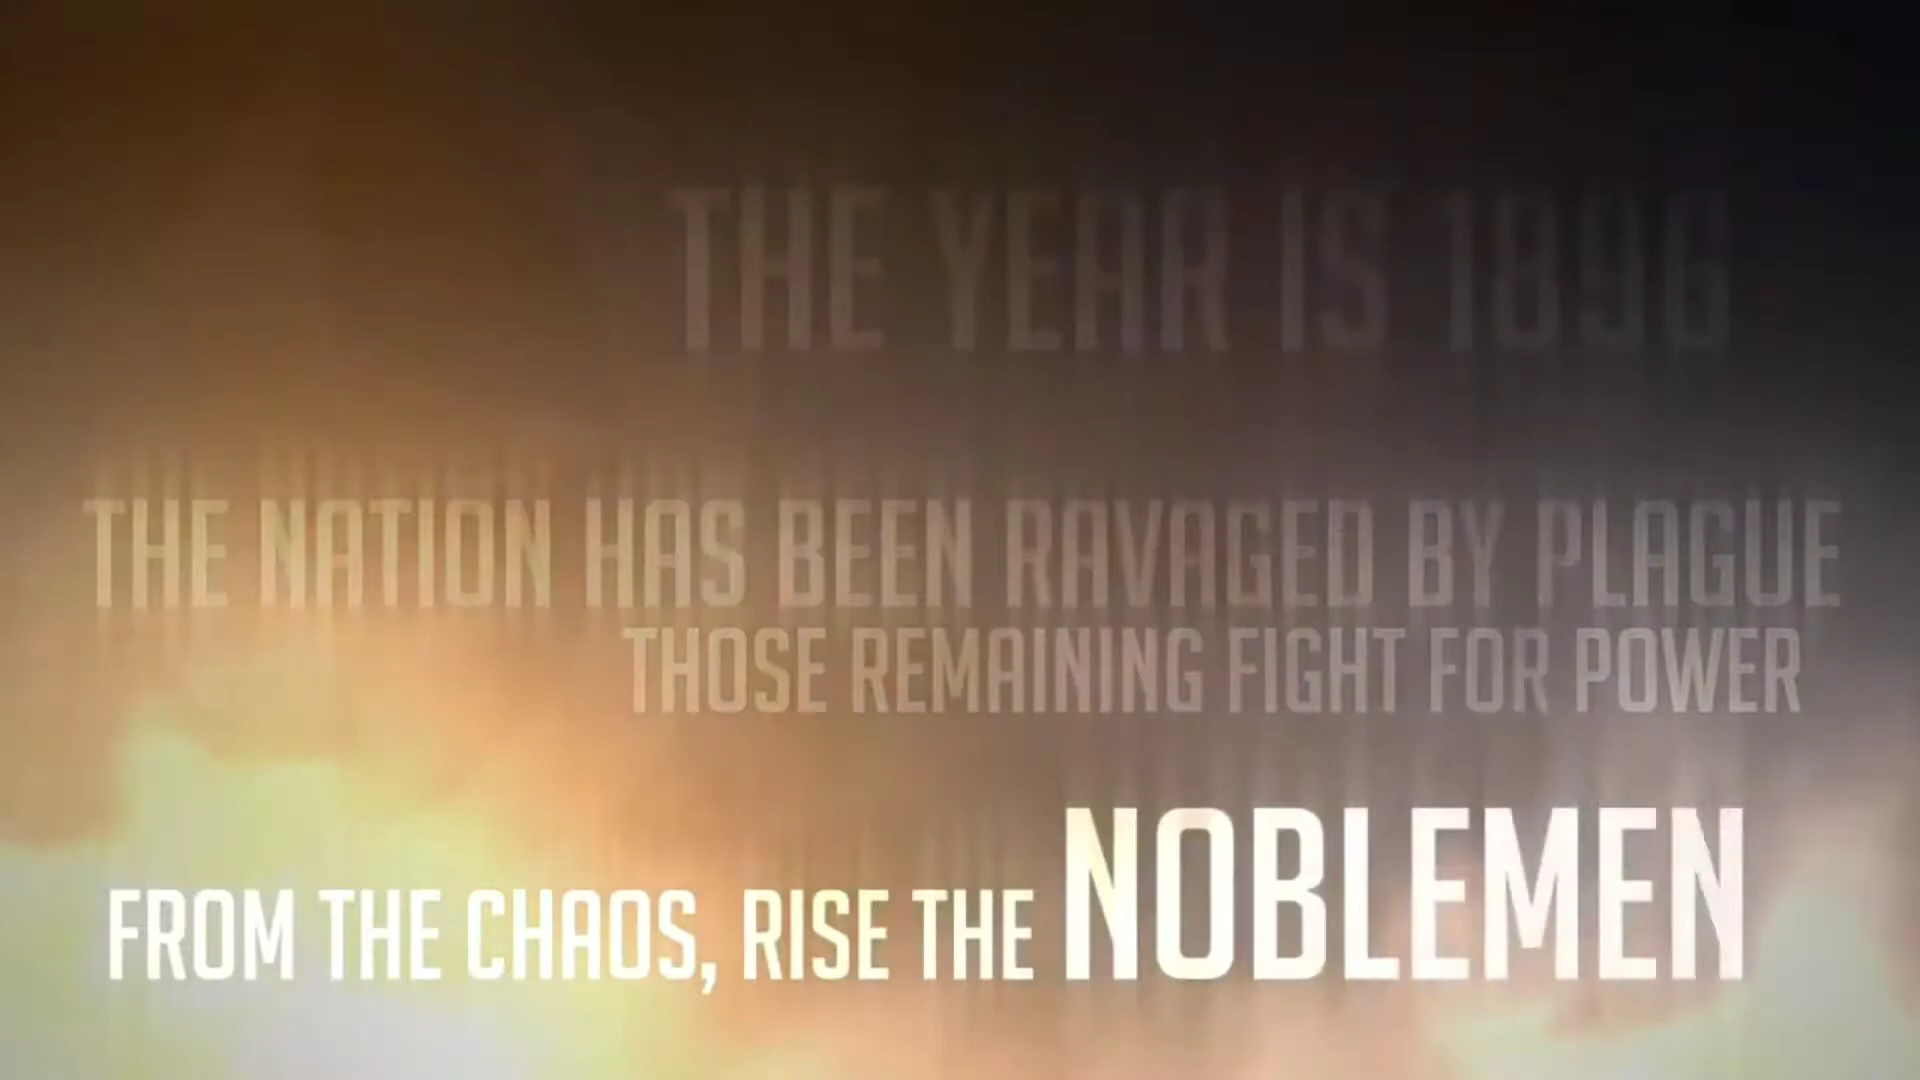 THE YEAR IS 1896
THE NATION HAS BEEN RAVAGED BY PLAGUE
THOSE REMAINING FIGHT FOR POWER
FROM THE CHAOS, RISE THE NOBLEMEN